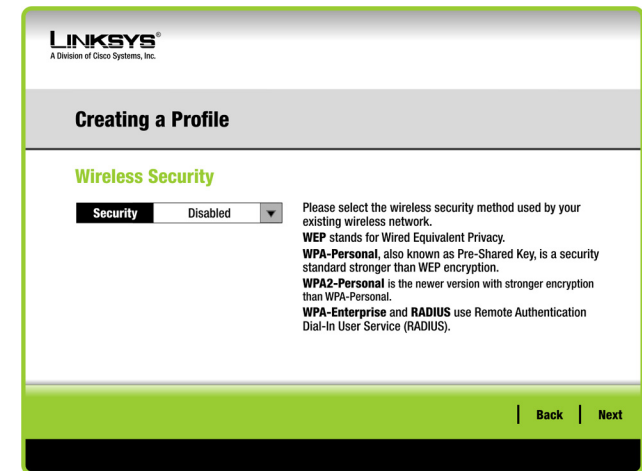 LINKSYS®
A Division of Cisco Systems, Inc.
Creating a Profile
Wireless Security
Security Disabled
Please select the wireless security method used by your
existing wireless network.
WEP stands for Wired Equivalent Privacy.
WPA-Personal, also known as Pre-Shared Key, is a security
standard stronger than WEP encryption.
WPA2-Personal is the newer version with stronger encryption
than WPA-Personal.
WPA-Enterprise and RADIUS use Remote Authentication
Dial-In User Service (RADIUS).
Back Next